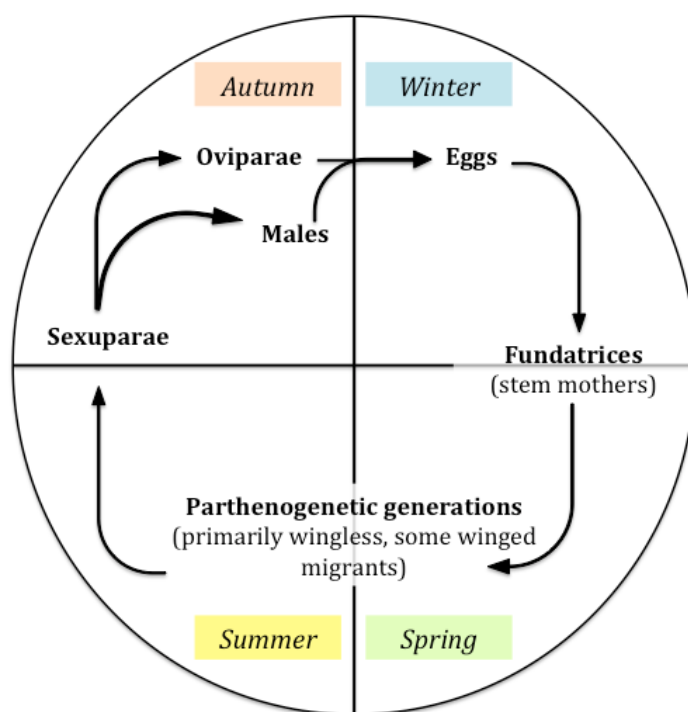 Autumn
Winter
Oviparae
Eggs
Males
Sexuparae
Fundatrices
(stem mothers)
Parthenogenetic generations
(primarily wingless, some winged
migrants)
Summer
Spring